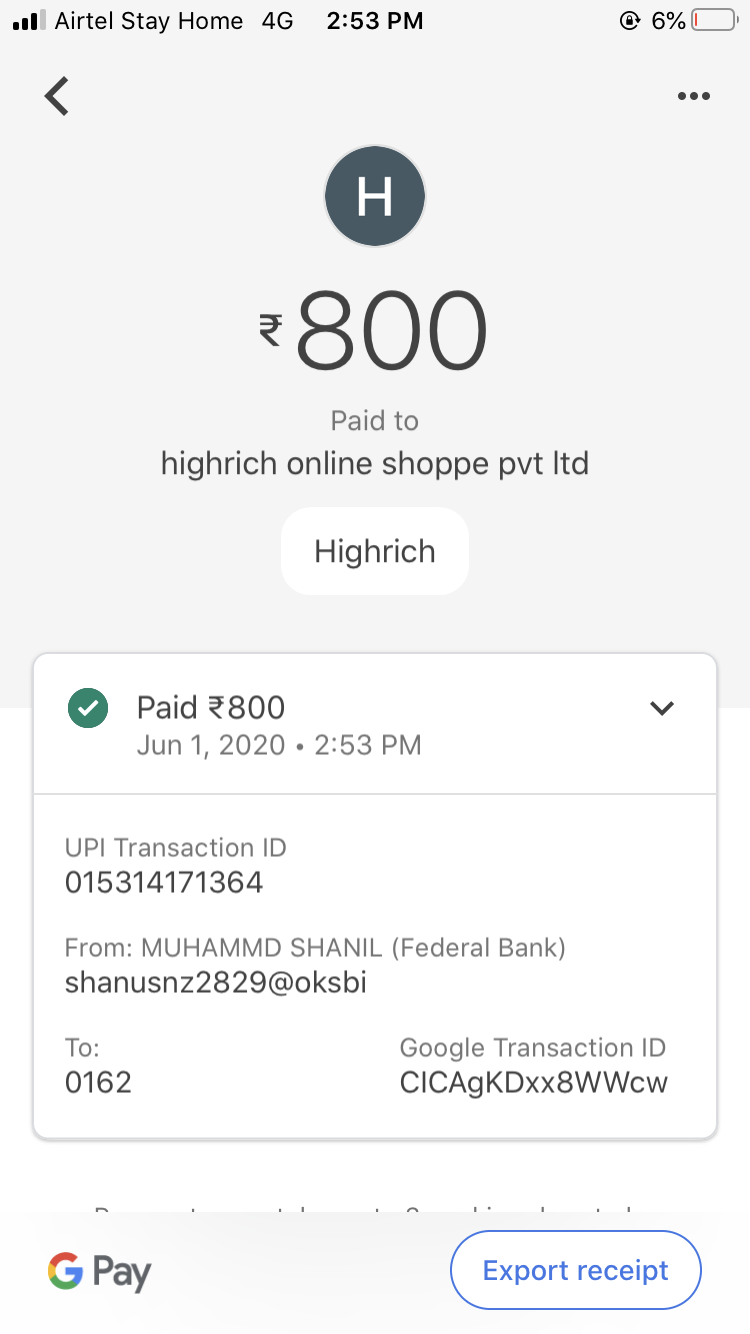 Airtel Stay Home 4G 2:53 PM 6%
H
₹800
Paid to
highrich online shoppe pvt ltd
Highrich
Paid ₹800
Jun 1, 2020 • 2:53 PM
UPI Transaction ID
015314171364
From: MUHAMMD SHANIL (Federal Bank)
shanusnz2829@oksbi
To:
0162
Google Transaction ID
CICAgKDxx8WWcw
G Pay
Export receipt